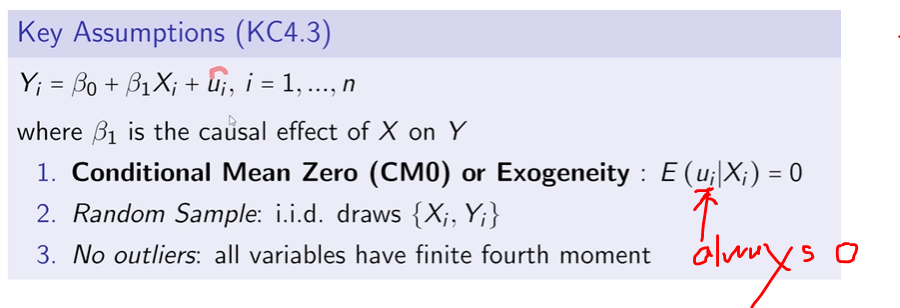 Key Assumptions (KC4.3)
Yᵢ = β₀ + β₁Xᵢ + uᵢ, i = 1, ..., n
where β₁ is the causal effect of X on Y
1. Conditional Mean Zero (CM0) or Exogeneity : E (uᵢ|Xᵢ) = 0
2. Random Sample: i.i.d. draws {Xᵢ, Yᵢ}
3. No outliers: all variables have finite fourth moment
always 0